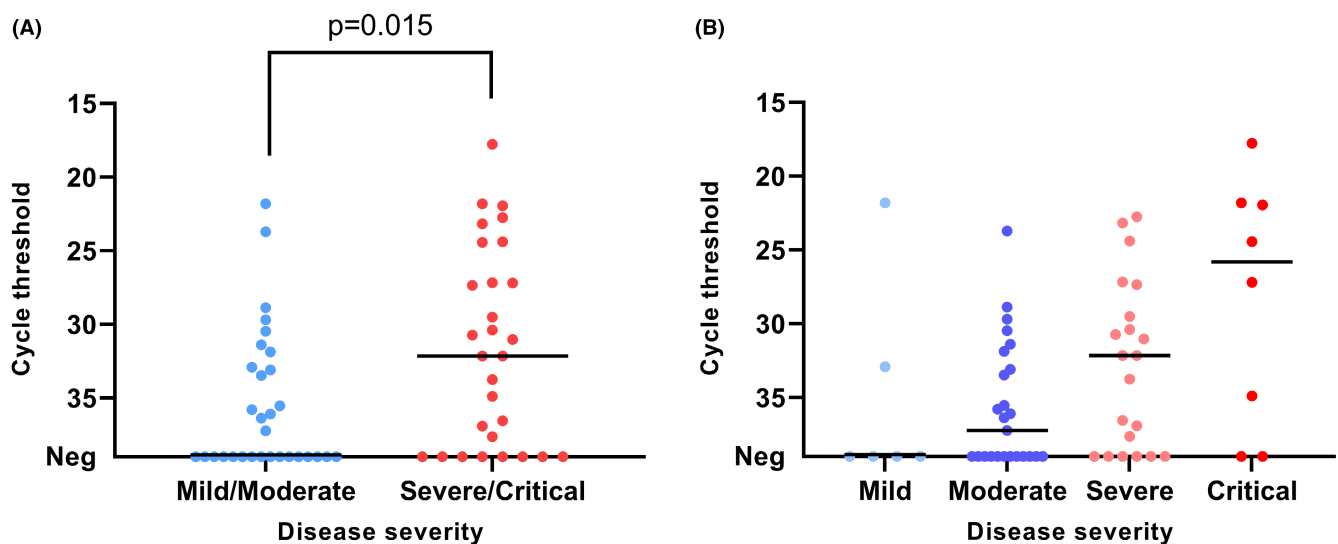 (A)
p=0.015
Cycle threshold
15
20
25
30
35
Neg
Mild/Moderate Severe/Critical
Disease severity
(B)
Cycle threshold
15
20
25
30
35
Neg
Mild Moderate Severe Critical
Disease severity